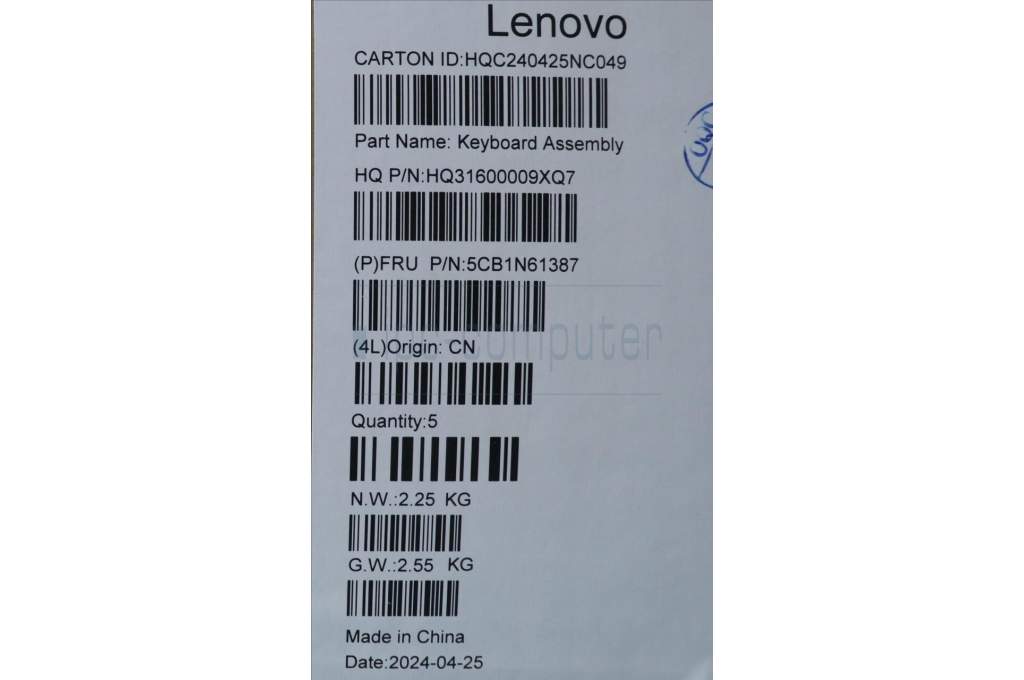 Lenovo
CARTON ID:HQC240425NC049
Part Name: Keyboard Assembly
HQ P/N:HQ31600009XQ7
(P)FRU P/N:5CB1N61387
(4L)Origin: CN
Quantity:5
N.W.:2.25 KG
G.W.:2.55 KG
Made in China
Date:2024-04-25